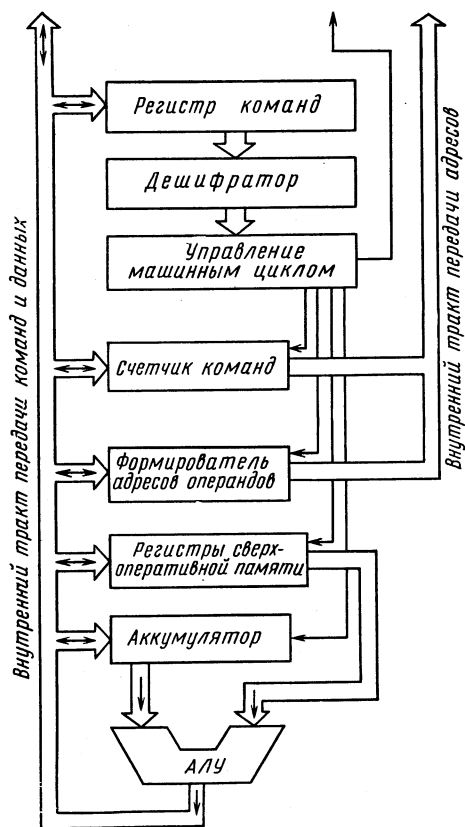 Регистр команд
Дешифратор
Управление
машинным циклом
Счетчик команд
Формирователь
адресов операндов
Регистры сверх-
оперативной памяти
Аккумулятор
АЛУ
Внутренний тракт передачи команд и данных
Внутренний тракт передачи адресов